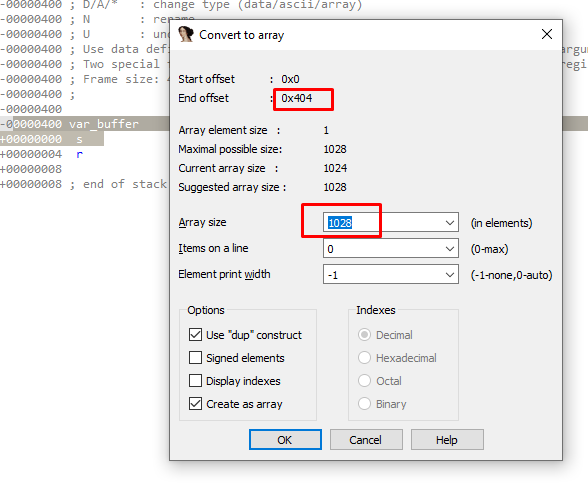 -00000400 ; D/A/* : change type (data/ascii/array)
-00000400 ; N : rename
-00000400 ; U : und
-00000400 ; Use data defi
-00000400 ; Two special f
-00000400 ; Frame size: 4
-00000400 ;
-00000400
-00000400 var_buffer
+00000000 s
+00000004 r
+00000008
+00000008 ; end of stack
Convert to array
Start offset : 0x0
End offset : 0x404
Array element size : 1
Maximal possible size: 1028
Current array size : 1024
Suggested array size : 1028
Array size 1028 (in elements)
Items on a line 0 (0-max)
Element print width -1 (-1-none,0-auto)
Options
Use "dup" construct
Signed elements
Display indexes
Create as array
Indexes
Decimal
Hexadecimal
Octal
Binary
OK Cancel Help